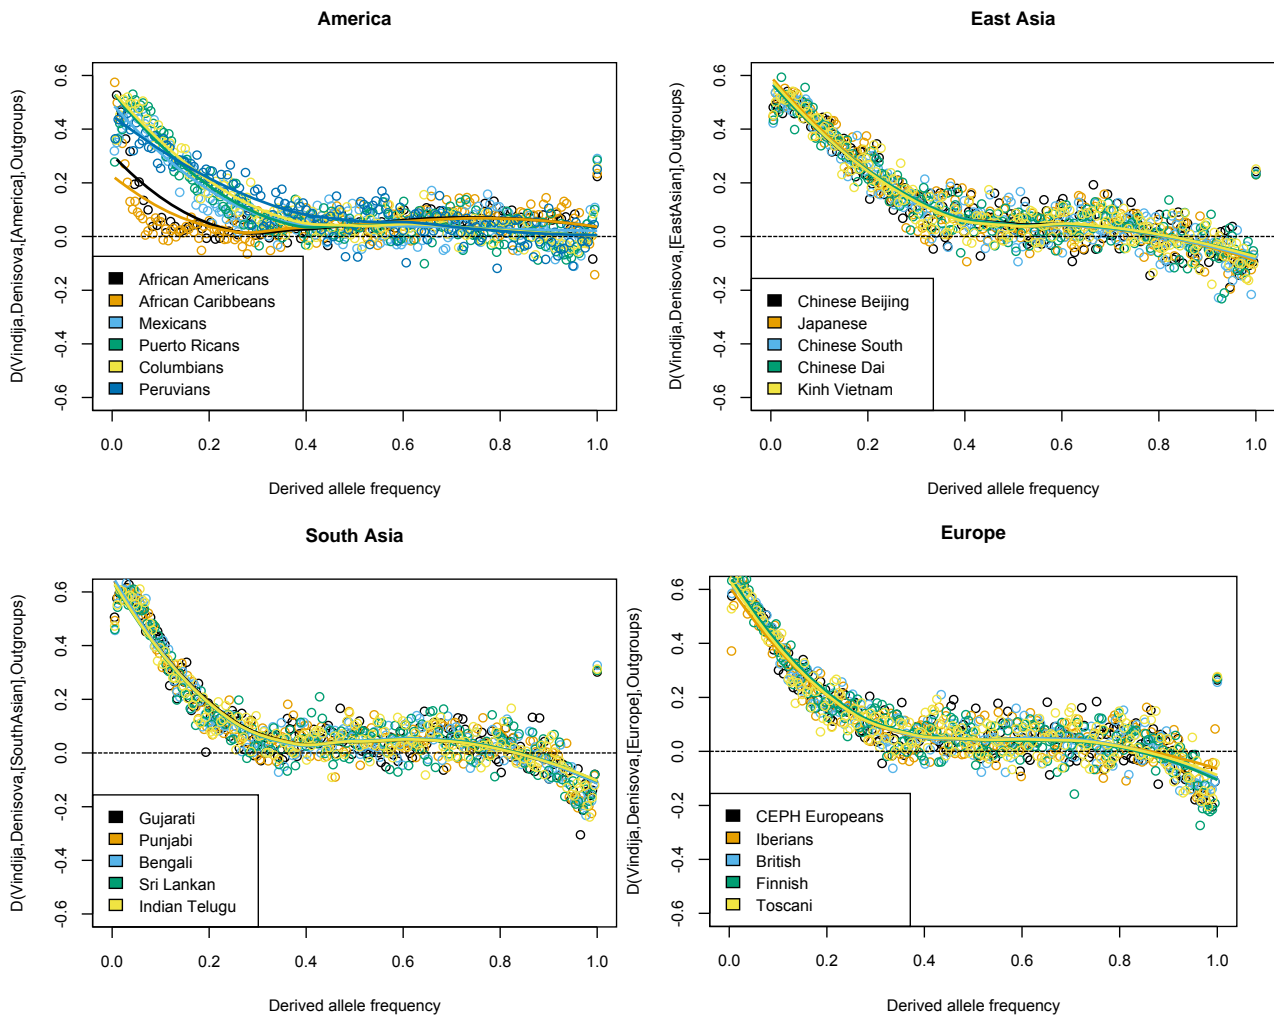 America
D(Vindija,Denisova,[America],Outgroups)
0.6
0.4
0.2
0.0
-0.2
-0.4
-0.6
African Americans
African Caribbeans
Mexicans
Puerto Ricans
Columbians
Peruvians
0.0 0.2 0.4 0.6 0.8 1.0
Derived allele frequency
East Asia
D(Vindija,Denisova,[EastAsian],Outgroups)
0.6
0.4
0.2
0.0
-0.2
-0.4
-0.6
Chinese Beijing
Japanese
Chinese South
Chinese Dai
Kinh Vietnam
0.0 0.2 0.4 0.6 0.8 1.0
Derived allele frequency
South Asia
D(Vindija,Denisova,[SouthAsian],Outgroups)
0.6
0.4
0.2
0.0
-0.2
-0.4
-0.6
Gujarati
Punjabi
Bengali
Sri Lankan
Indian Telugu
0.0 0.2 0.4 0.6 0.8 1.0
Derived allele frequency
Europe
D(Vindija,Denisova,[Europe],Outgroups)
0.6
0.4
0.2
0.0
-0.2
-0.4
-0.6
CEPH Europeans
Iberians
British
Finnish
Toscani
0.0 0.2 0.4 0.6 0.8 1.0
Derived allele frequency